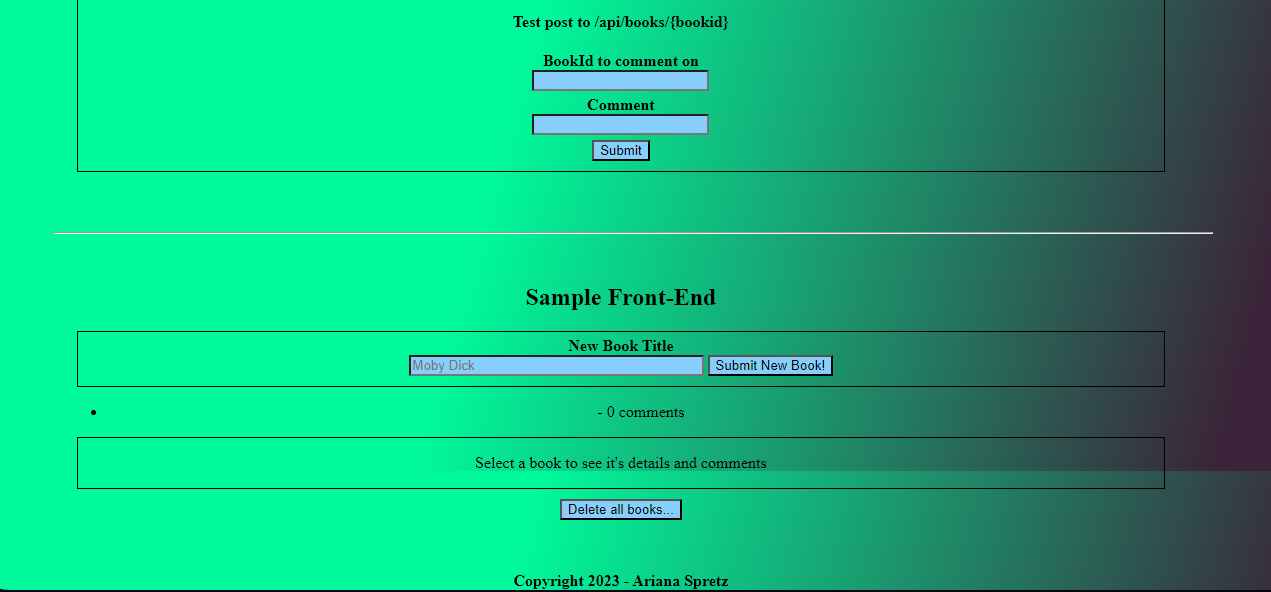 Test post to /api/books/{bookid}
BookId to comment on
Comment
Submit
Sample Front-End
New Book Title
Moby Dick Submit New Book!
- 0 comments
Select a book to see it's details and comments
Delete all books...
Copyright 2023 - Ariana Spretz